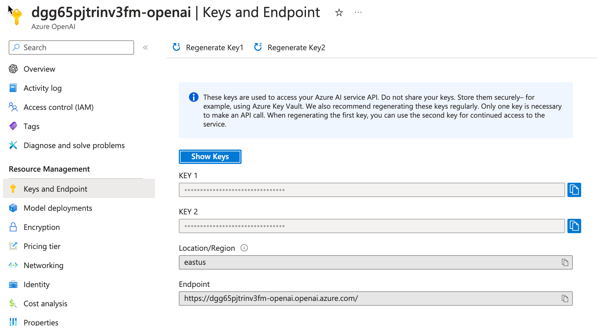 dgg65pjtrinv3fm-openai | Keys and Endpoint
Azure OpenAI
Search
Overview
Activity log
Access control (IAM)
Tags
Diagnose and solve problems
Resource Management
Keys and Endpoint
Model deployments
Encryption
Pricing tier
Networking
Identity
Cost analysis
Properties
Regenerate Key1
Regenerate Key2
These keys are used to access your Azure AI service API. Do not share your keys. Store them securely– for
example, using Azure Key Vault. We also recommend regenerating these keys regularly. Only one key is necessary
to make an API call. When regenerating the first key, you can use the second key for continued access to the
service.
Show Keys
KEY 1
KEY 2
Location/Region
eastus
Endpoint
https://dgg65pjtrinv3fm-openai.openai.azure.com/